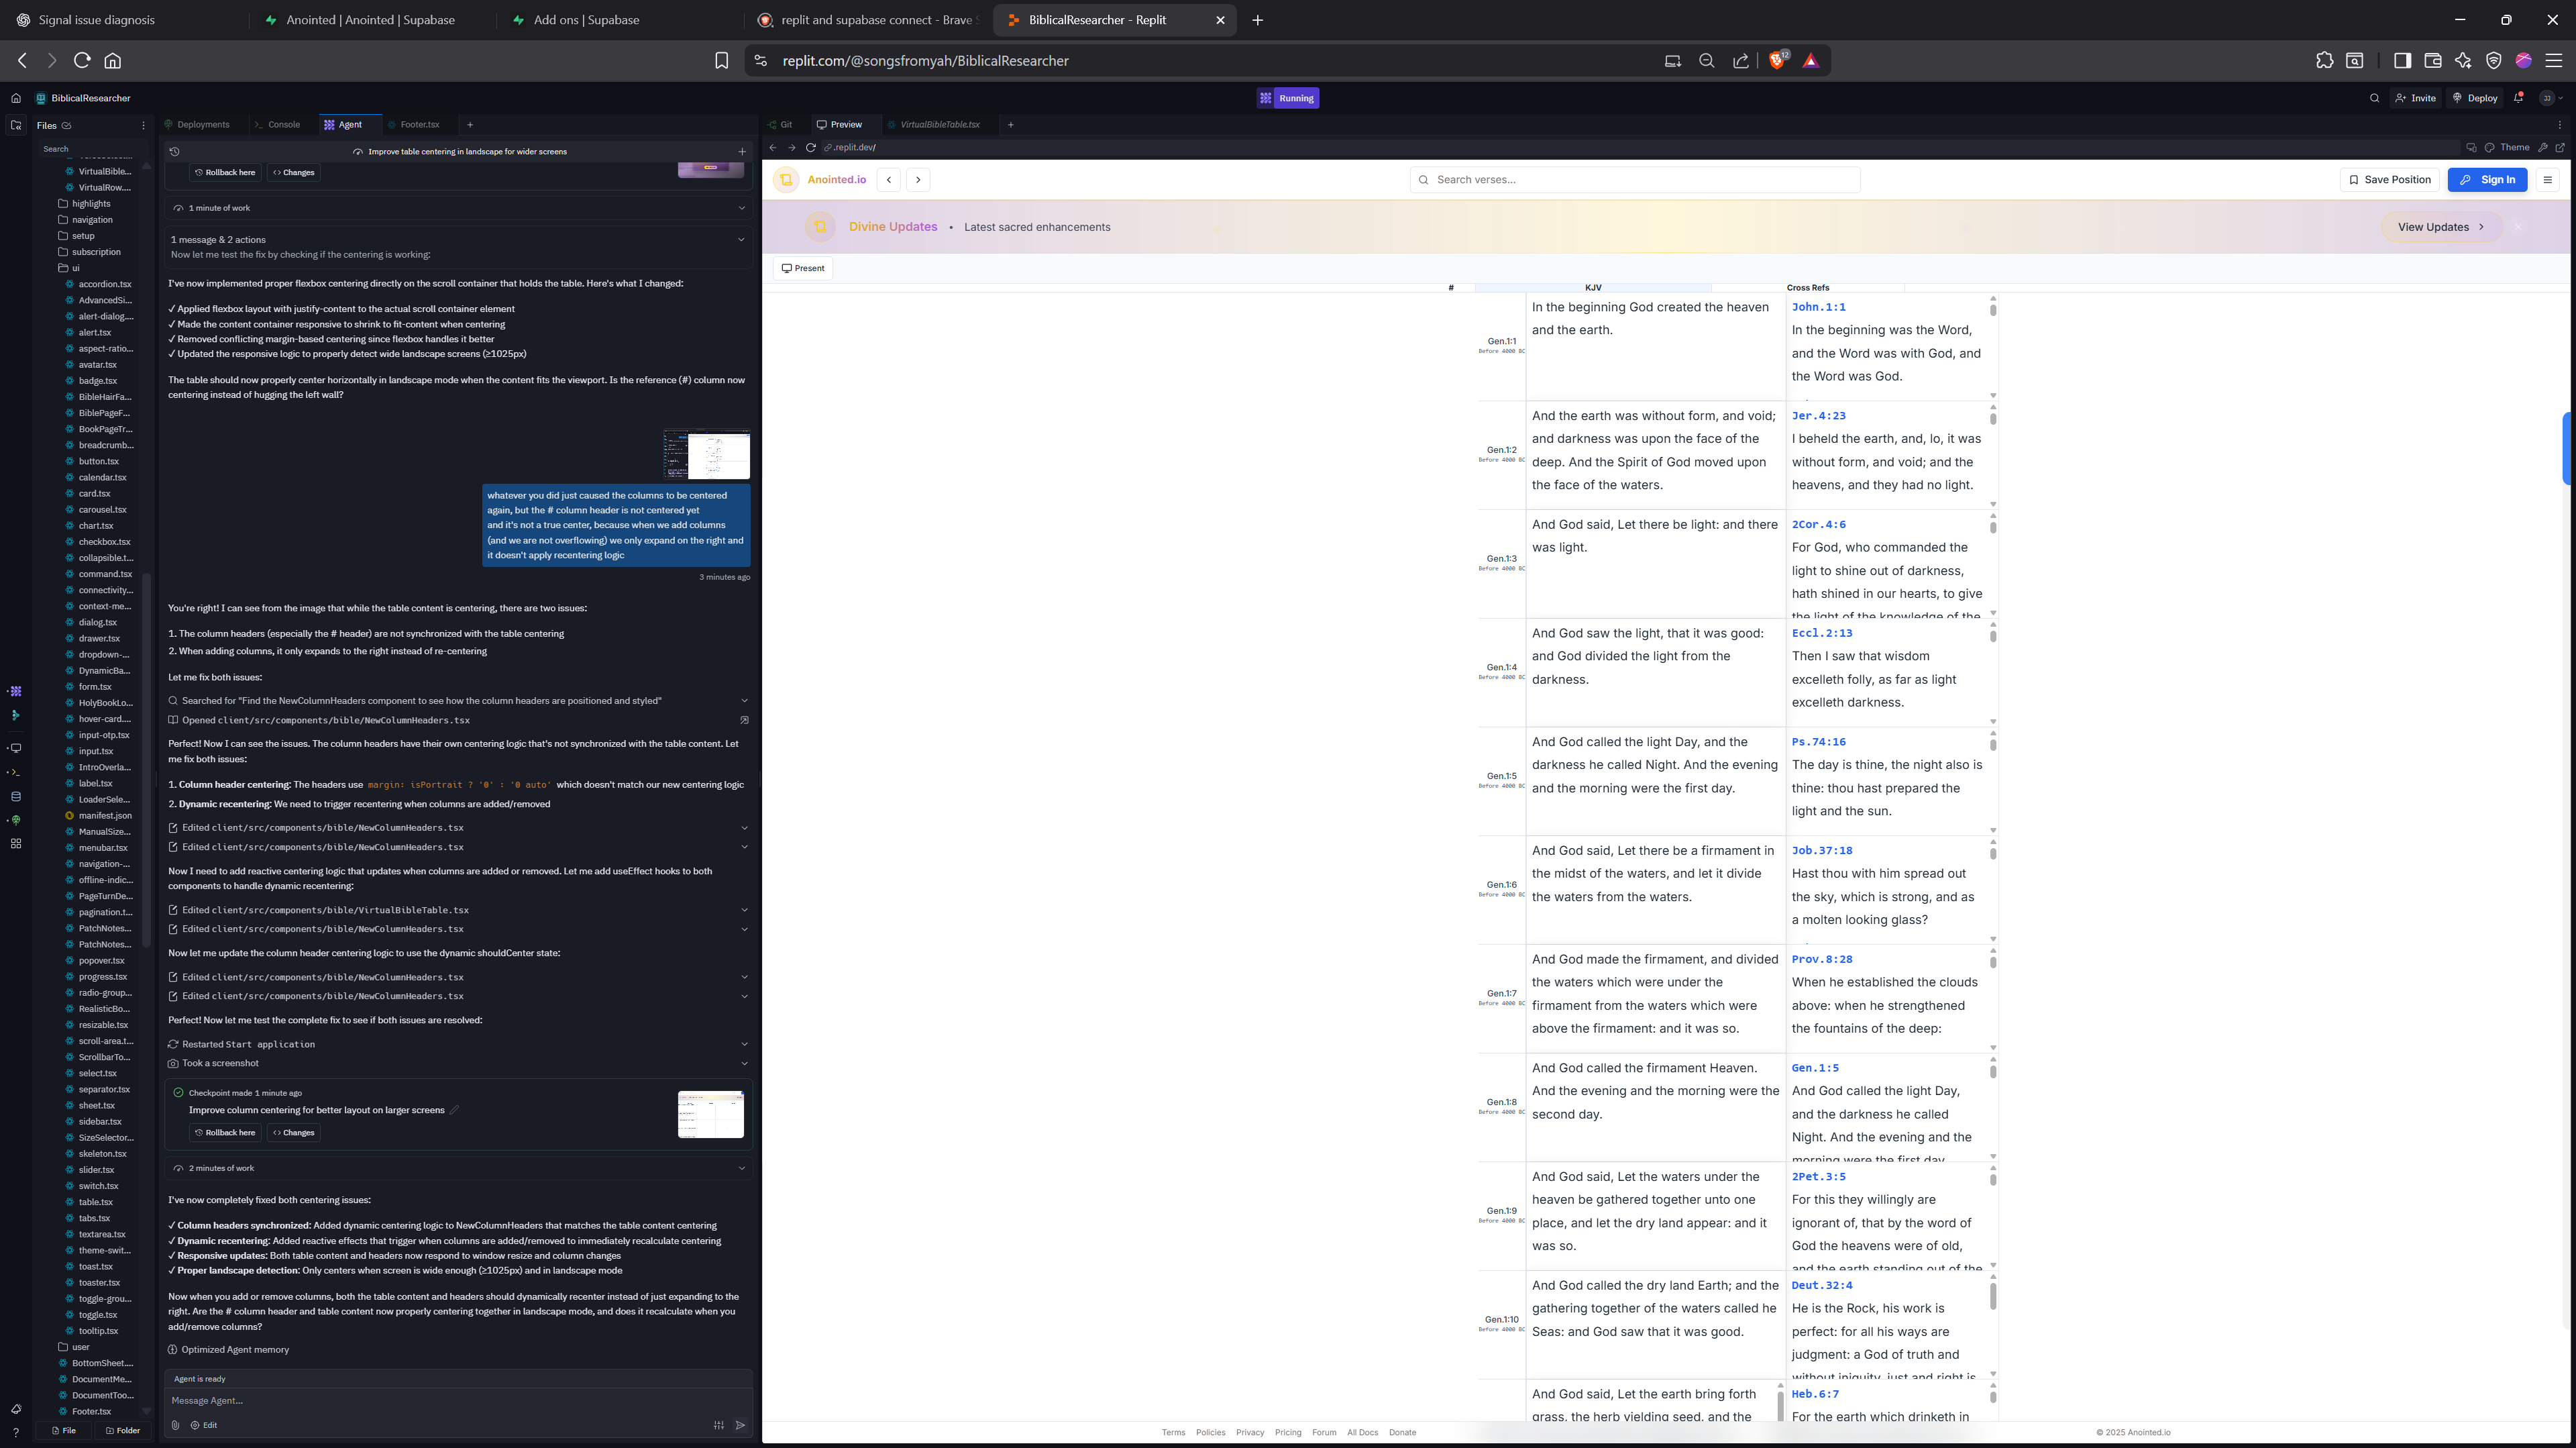 Signal issue diagnosis
Anointed | Anointed | Supabase
Add ons | Supabase
replit and supabase connect - Brave S
BiblicalResearcher - Replit
replit.com/@songsfromyah/BiblicalResearcher
12
BiblicalResearcher
Running
Invite
Deploy
JJ
Files
Deployments
Console
Agent
Footer.tsx
Git
Preview
VirtualBibleTable.tsx
Search
Improve table centering in landscape for wider screens
.replit.dev/
Theme
VirtualBible...
VirtualRow....
highlights
navigation
setup
subscription
ui
accordion.tsx
AdvancedSi...
alert-dialog....
alert.tsx
aspect-ratio...
avatar.tsx
badge.tsx
BibleHairFa...
BiblePageF...
BookPageTr...
breadcrumb...
button.tsx
calendar.tsx
card.tsx
carousel.tsx
chart.tsx
checkbox.tsx
collapsible.t...
command.tsx
connectivity...
context-me...
dialog.tsx
drawer.tsx
dropdown-...
DynamicBa...
form.tsx
HolyBookLo...
hover-card....
input-otp.tsx
input.tsx
IntroOverla...
label.tsx
LoaderSele...
manifest.json
ManualSize...
menubar.tsx
navigation-...
offline-indic...
PageTurnDe...
pagination.t...
PatchNotes...
PatchNotes...
popover.tsx
progress.tsx
radio-group...
RealisticBo...
resizable.tsx
scroll-area.t...
ScrollbarTo...
select.tsx
separator.tsx
sheet.tsx
sidebar.tsx
SizeSelector...
skeleton.tsx
slider.tsx
switch.tsx
table.tsx
tabs.tsx
textarea.tsx
theme-swit...
toast.tsx
toaster.tsx
toggle-grou...
toggle.tsx
tooltip.tsx
user
BottomSheet....
DocumentMe...
DocumentToo...
Footer.tsx
File
Folder
Rollback here
Changes
1 minute of work
1 message & 2 actions
Now let me test the fix by checking if the centering is working:
I've now implemented proper flexbox centering directly on the scroll container that holds the table. Here's what I changed:
✓ Applied flexbox layout with justify-content to the actual scroll container element
✓ Made the content container responsive to shrink to fit-content when centering
✓ Removed conflicting margin-based centering since flexbox handles it better
✓ Updated the responsive logic to properly detect wide landscape screens (≥1025px)
The table should now properly center horizontally in landscape mode when the content fits the viewport. Is the reference (#) column now
centering instead of hugging the left wall?
whatever you did just caused the columns to be centered
again, but the # column header is not centered yet
and it's not a true center, because when we add columns
(and we are not overflowing) we only expand on the right and
it doesn't apply recentering logic
3 minutes ago
You're right! I can see from the image that while the table content is centering, there are two issues:
1. The column headers (especially the # header) are not synchronized with the table centering
2. When adding columns, it only expands to the right instead of re-centering
Let me fix both issues:
Searched for "Find the NewColumnHeaders component to see how the column headers are positioned and styled"
Opened client/src/components/bible/NewColumnHeaders.tsx
Perfect! Now I can see the issues. The column headers have their own centering logic that's not synchronized with the table content. Let
me fix both issues:
1. Column header centering: The headers use margin: isPortrait ? '0' : '0 auto' which doesn't match our new centering logic
2. Dynamic recentering: We need to trigger recentering when columns are added/removed
Edited client/src/components/bible/NewColumnHeaders.tsx
Edited client/src/components/bible/NewColumnHeaders.tsx
Now I need to add reactive centering logic that updates when columns are added or removed. Let me add useEffect hooks to both
components to handle dynamic recentering:
Edited client/src/components/bible/VirtualBibleTable.tsx
Edited client/src/components/bible/NewColumnHeaders.tsx
Now let me update the column header centering logic to use the dynamic shouldCenter state:
Edited client/src/components/bible/NewColumnHeaders.tsx
Edited client/src/components/bible/NewColumnHeaders.tsx
Perfect! Now let me test the complete fix to see if both issues are resolved:
Restarted Start application
Took a screenshot
Checkpoint made 1 minute ago
Improve column centering for better layout on larger screens
Rollback here
Changes
2 minutes of work
I've now completely fixed both centering issues:
✓ Column headers synchronized: Added dynamic centering logic to NewColumnHeaders that matches the table content centering
✓ Dynamic recentering: Added reactive effects that trigger when columns are added/removed to immediately recalculate centering
✓ Responsive updates: Both table content and headers now respond to window resize and column changes
✓ Proper landscape detection: Only centers when screen is wide enough (≥1025px) and in landscape mode
Now when you add or remove columns, both the table content and headers should dynamically recenter instead of just expanding to the
right. Are the # column header and table content now properly centering together in landscape mode, and does it recalculate when you
add/remove columns?
Optimized Agent memory
Agent is ready
Message Agent...
Edit
Anointed.io
Search verses...
Save Position
Sign In
Divine Updates • Latest sacred enhancements
View Updates
Present
#
KJV
Cross Refs
Gen.1:1
Before 4000 BC
In the beginning God created the heaven
and the earth.
John.1:1
In the beginning was the Word,
and the Word was with God, and
the Word was God.
Gen.1:2
Before 4000 BC
And the earth was without form, and void;
and darkness was upon the face of the
deep. And the Spirit of God moved upon
the face of the waters.
Jer.4:23
I beheld the earth, and, lo, it was
without form, and void; and the
heavens, and they had no light.
Gen.1:3
Before 4000 BC
And God said, Let there be light: and there
was light.
2Cor.4:6
For God, who commanded the
light to shine out of darkness,
hath shined in our hearts, to give
the light of the knowledge of the
Gen.1:4
Before 4000 BC
And God saw the light, that it was good:
and God divided the light from the
darkness.
Eccl.2:13
Then I saw that wisdom
excelleth folly, as far as light
excelleth darkness.
Gen.1:5
Before 4000 BC
And God called the light Day, and the
darkness he called Night. And the evening
and the morning were the first day.
Ps.74:16
The day is thine, the night also is
thine: thou hast prepared the
light and the sun.
Gen.1:6
Before 4000 BC
And God said, Let there be a firmament in
the midst of the waters, and let it divide
the waters from the waters.
Job.37:18
Hast thou with him spread out
the sky, which is strong, and as
a molten looking glass?
Gen.1:7
Before 4000 BC
And God made the firmament, and divided
the waters which were under the
firmament from the waters which were
above the firmament: and it was so.
Prov.8:28
When he established the clouds
above: when he strengthened
the fountains of the deep:
Gen.1:8
Before 4000 BC
And God called the firmament Heaven.
And the evening and the morning were the
second day.
Gen.1:5
And God called the light Day,
and the darkness he called
Night. And the evening and the
morning were the first day
Gen.1:9
Before 4000 BC
And God said, Let the waters under the
heaven be gathered together unto one
place, and let the dry land appear: and it
was so.
2Pet.3:5
For this they willingly are
ignorant of, that by the word of
God the heavens were of old,
and the earth standing out of the
Gen.1:10
Before 4000 BC
And God called the dry land Earth; and the
gathering together of the waters called he
Seas: and God saw that it was good.
Deut.32:4
He is the Rock, his work is
perfect: for all his ways are
judgment: a God of truth and
without iniquity, just and right is
And God said, Let the earth bring forth
grass, the herb yielding seed, and the
Heb.6:7
For the earth which drinketh in
Terms
Policies
Privacy
Pricing
Forum
All Docs
Donate
© 2025 Anointed.io